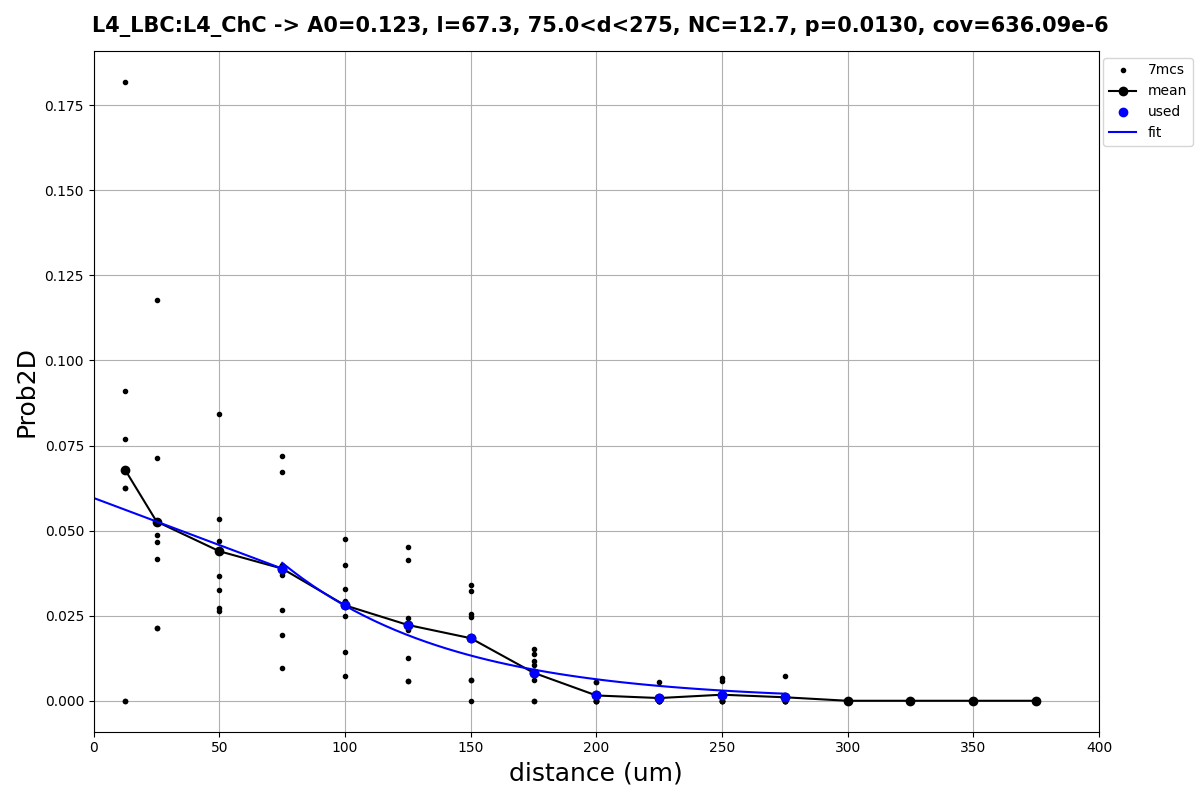 L4_LBC:L4_ChC -> A0=0.123, l=67.3, 75.0<d<275, NC=12.7, p=0.0130, cov=636.09e-6
7mcs
mean
used
fit
0.175
0.150
0.125
0.100
0.075
0.050
0.025
0.000
Prob2D
0 50 100 150 200 250 300 350 400
distance (um)